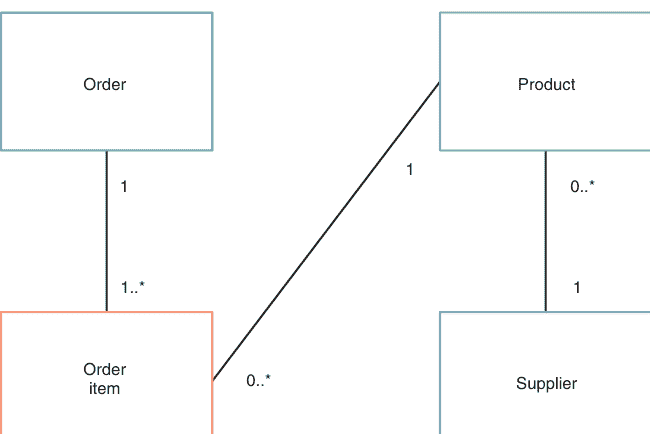 Order
Product
1
1
0..*
1..*
1
Order
item
0..*
Supplier